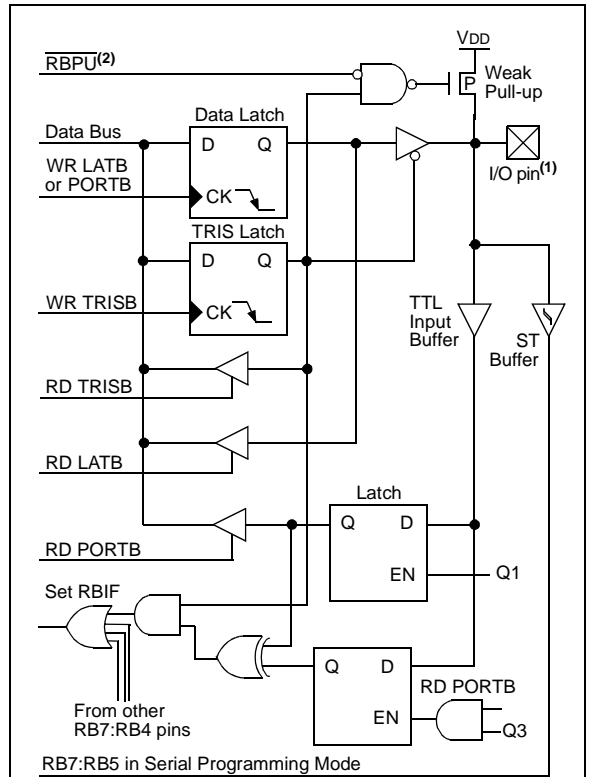 VDD
RBPU(2)
P
Weak
Pull-up
Data Latch
Data Bus
D Q
WR LATB
or PORTB
CK
I/O pin(1)
TRIS Latch
D Q
WR TRISB
CK
TTL
Input
Buffer
ST
Buffer
RD TRISB
RD LATB
Latch
Q D
RD PORTB
EN
Q1
Set RBIF
Q D
RD PORTB
EN
Q3
From other
RB7:RB4 pins
RB7:RB5 in Serial Programming Mode